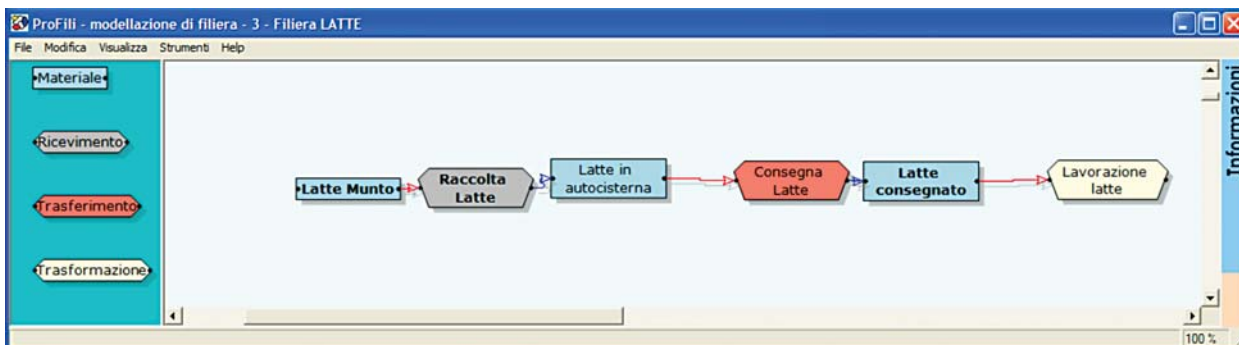 ProFili - modellazione di filiera - 3 - Filiera LATTE
File Modifica Visualizza Strumenti Help
Materiale
Ricevimento
Trasferimento
Trasformazione
Latte Munto
Raccolta
Latte
Latte in
autocisterna
Consegna
Latte
Latte
consegnato
Lavorazione
latte
Informazioni
100 %